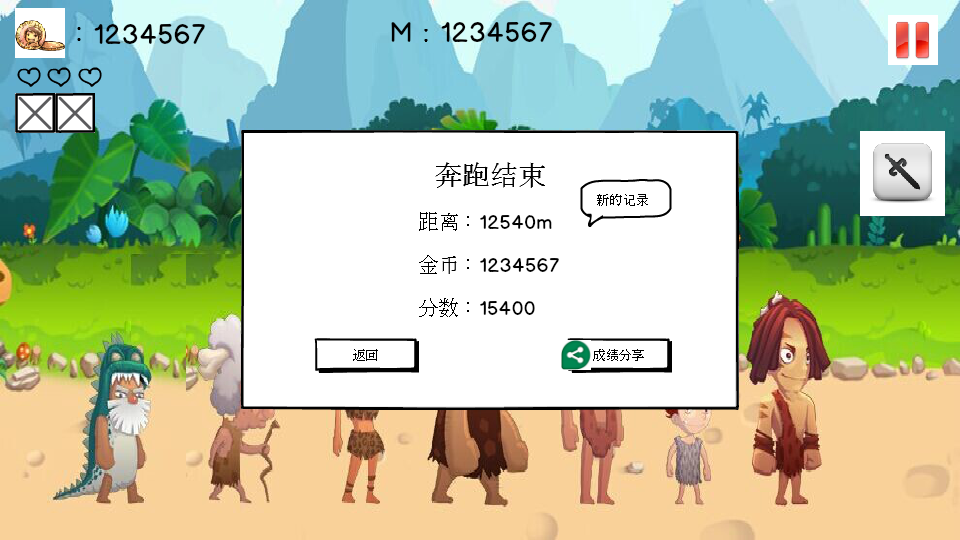 ：1234567
M：1234567
奔跑结束
新的记录
距离：12540m
金币：1234567
分数：15400
返回
成绩分享